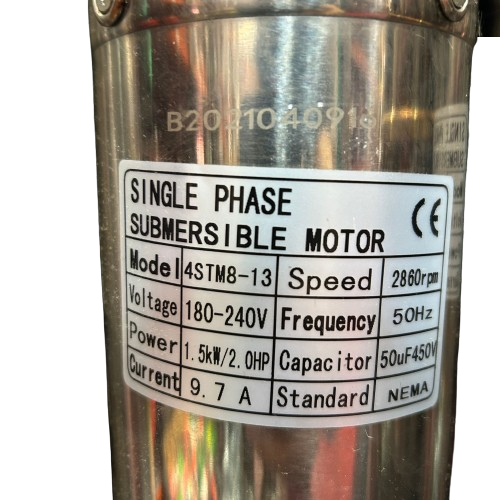 B2021040916
SINGLE PHASE
SUBMERSIBLE MOTOR
CE
Model 4STM8-13 Speed 2860rpm
Voltage 180-240V Frequency 50Hz
Power 1.5kW/2.0HP Capacitor 50uF450V
Current 9.7 A Standard NEMA